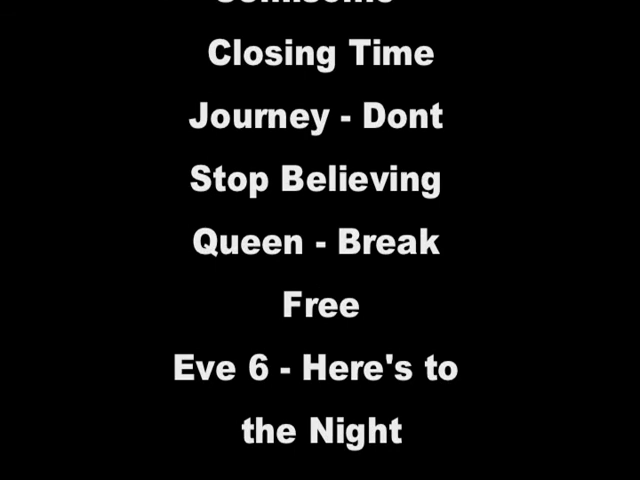 Closing Time
Journey - Dont
Stop Believing
Queen - Break
Free
Eve 6 - Here's to
the Night